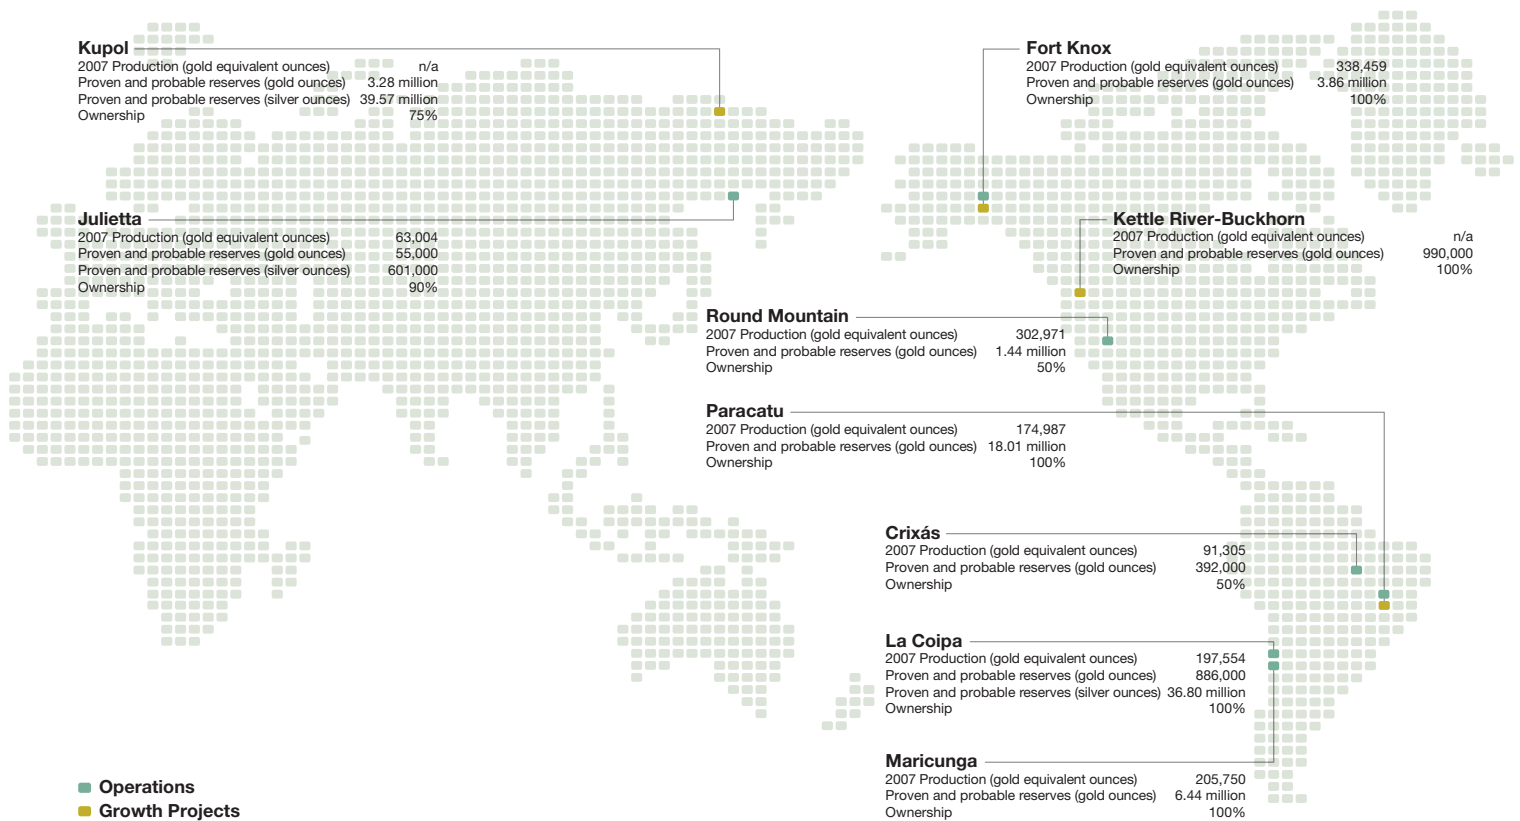 Kupol
2007 Production (gold equivalent ounces) n/a
Proven and probable reserves (gold ounces) 3.28 million
Proven and probable reserves (silver ounces) 39.57 million
Ownership 75%
Fort Knox
2007 Production (gold equivalent ounces) 338,459
Proven and probable reserves (gold ounces) 3.86 million
Ownership 100%
Julietta
2007 Production (gold equivalent ounces) 63,004
Proven and probable reserves (gold ounces) 55,000
Proven and probable reserves (silver ounces) 601,000
Ownership 90%
Kettle River-Buckhorn
2007 Production (gold equivalent ounces) n/a
Proven and probable reserves (gold ounces) 990,000
Ownership 100%
Round Mountain
2007 Production (gold equivalent ounces) 302,971
Proven and probable reserves (gold ounces) 1.44 million
Ownership 50%
Paracatu
2007 Production (gold equivalent ounces) 174,987
Proven and probable reserves (gold ounces) 18.01 million
Ownership 100%
Crixás
2007 Production (gold equivalent ounces) 91,305
Proven and probable reserves (gold ounces) 392,000
Ownership 50%
La Coipa
2007 Production (gold equivalent ounces) 197,554
Proven and probable reserves (gold ounces) 886,000
Proven and probable reserves (silver ounces) 36.80 million
Ownership 100%
Maricunga
2007 Production (gold equivalent ounces) 205,750
Proven and probable reserves (gold ounces) 6.44 million
Ownership 100%
Operations
Growth Projects